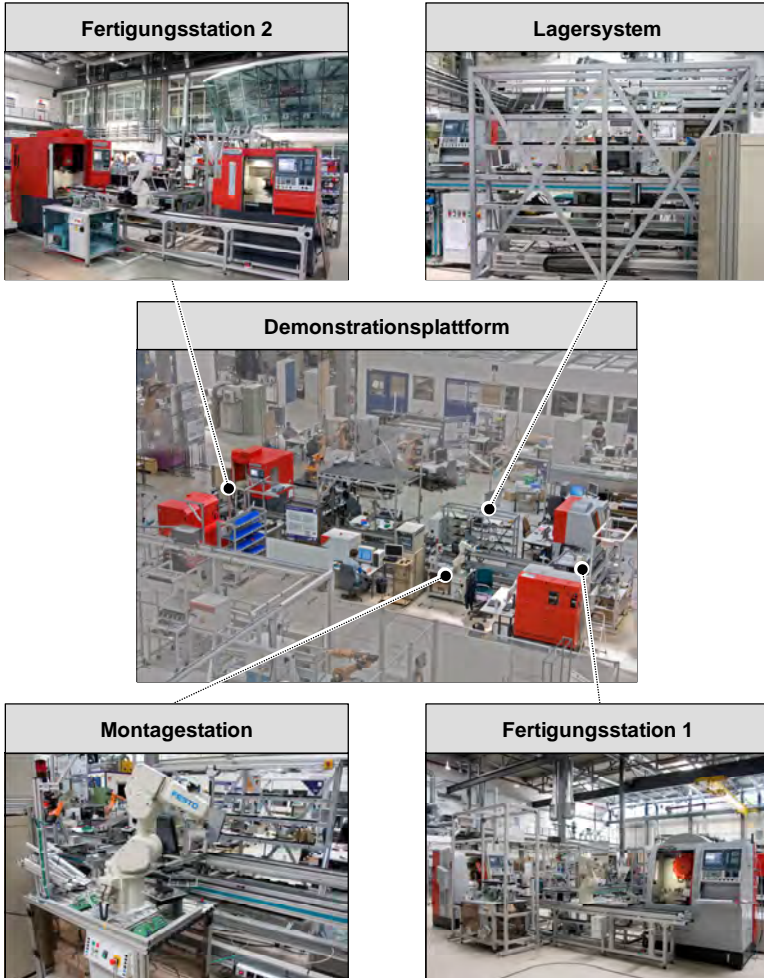 Fertigungsstation 2
Lagersystem
Demonstrationsplattform
Montagestation
FESTO
Fertigungsstation 1